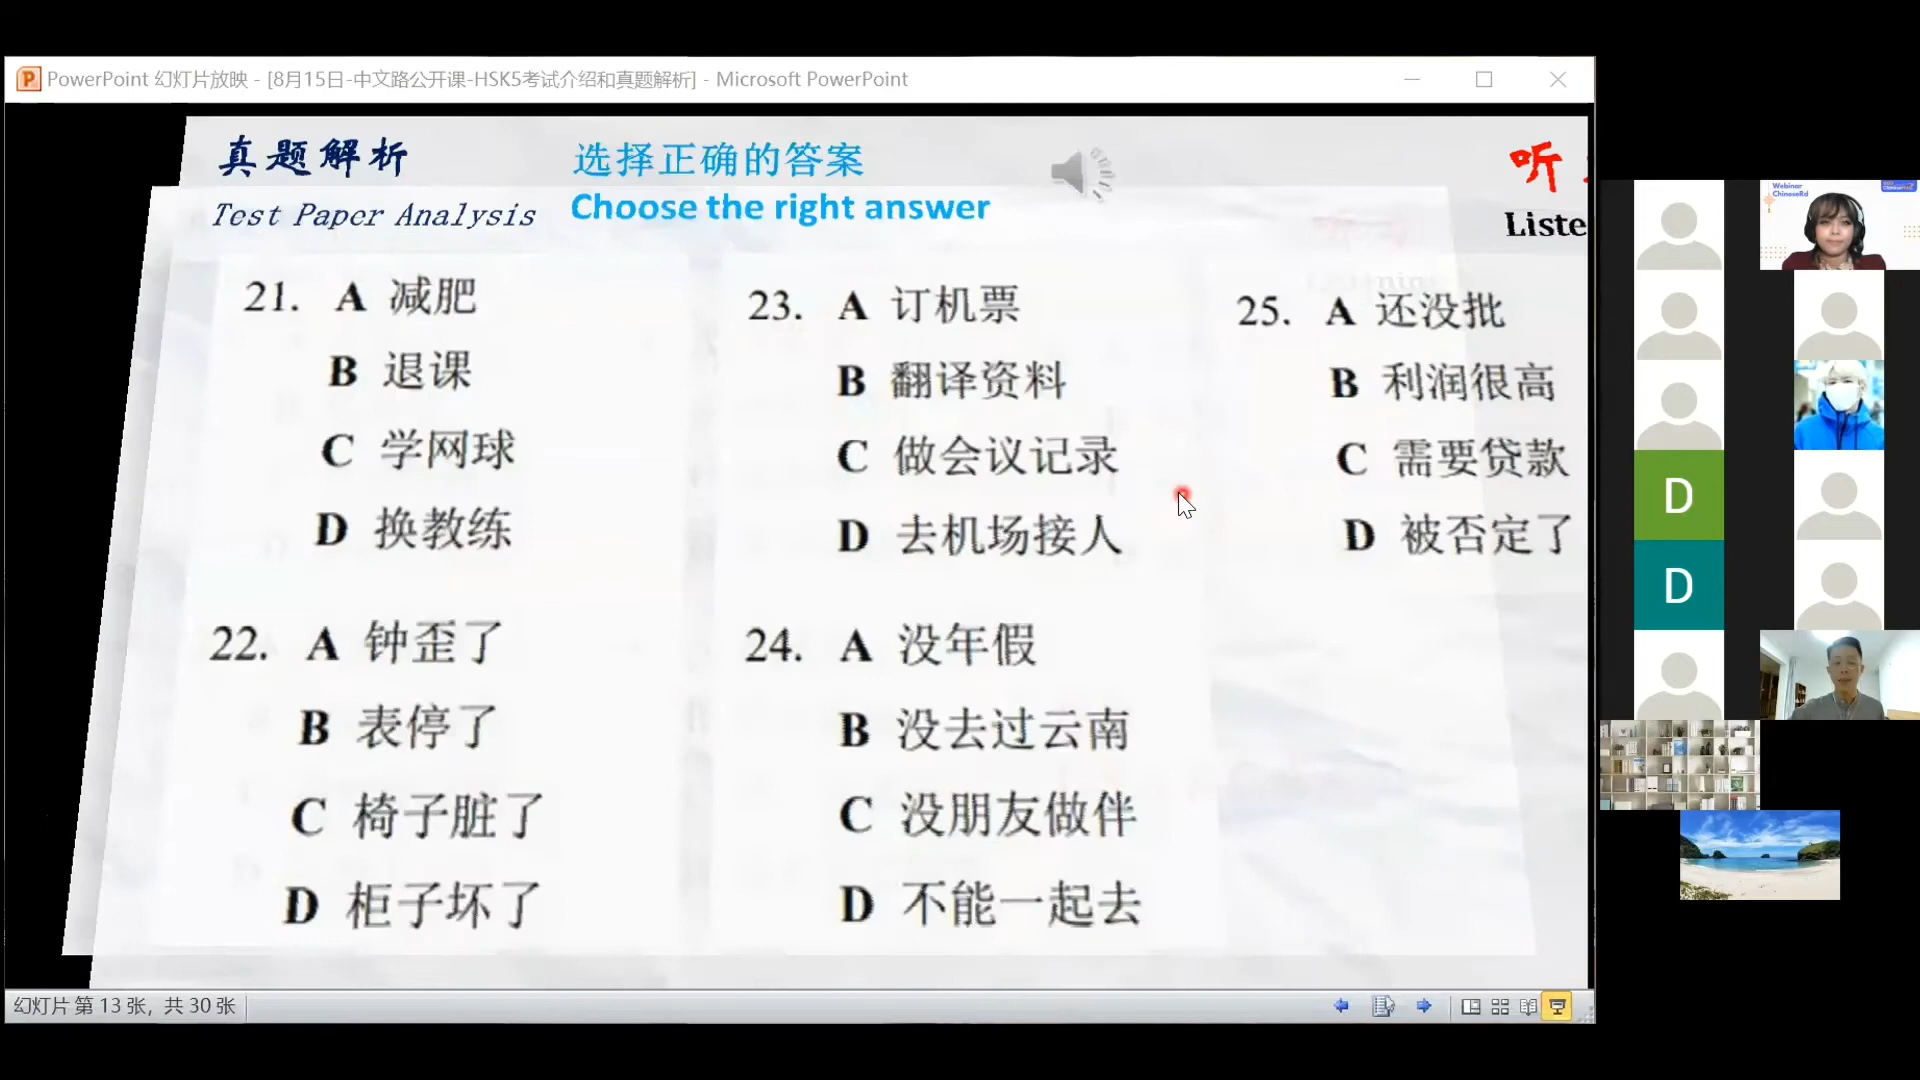 PowerPoint 幻灯片放映 - [8月15日-中文路公开课-HSK5考试介绍和真题解析] - Microsoft PowerPoint
真题解析
Test Paper Analysis
选择正确的答案
Choose the right answer
听
Liste
21. A 减肥
B 退课
C 学网球
D 换教练
22. A 钟歪了
B 表停了
C 椅子脏了
D 柜子坏了
23. A 订机票
B 翻译资料
C 做会议记录
D 去机场接人
24. A 没年假
B 没去过云南
C 没朋友做伴
D 不能一起去
25. A 还没批
B 利润很高
C 需要贷款
D 被否定了
幻灯片 第 13 张，共 30 张
Webinar
ChineseRd
D
D